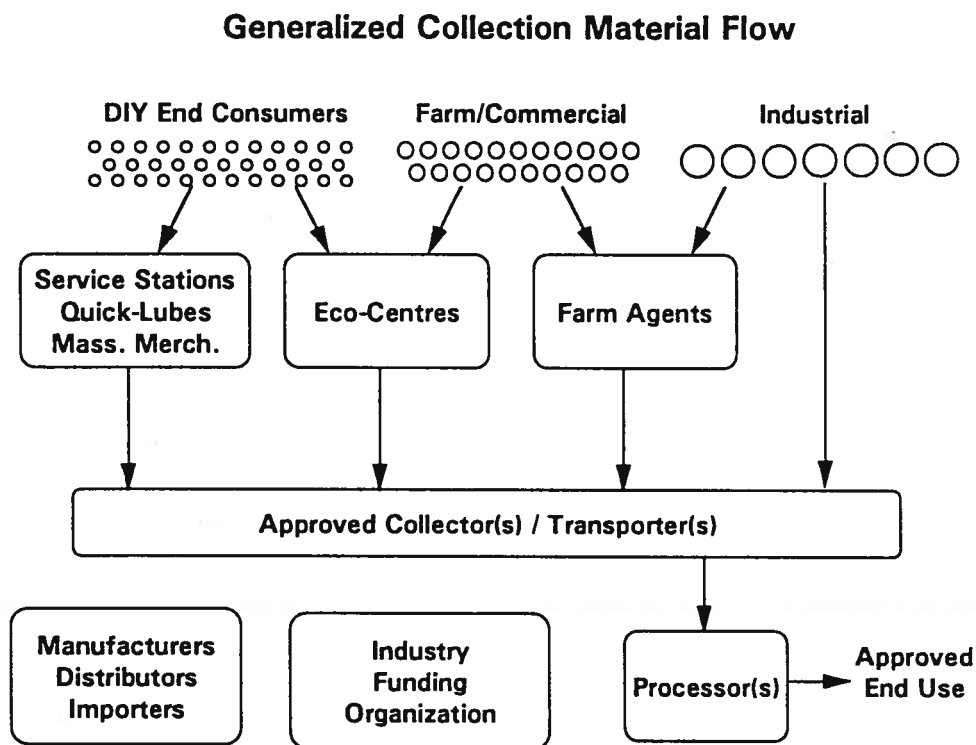 Generalized Collection Material Flow
DIY End Consumers
Farm/Commercial
Industrial
Service Stations
Quick-Lubes
Mass. Merch.
Eco-Centres
Farm Agents
Approved Collector(s) / Transporter(s)
Manufacturers
Distributors
Importers
Industry
Funding
Organization
Processor(s)
Approved
End Use